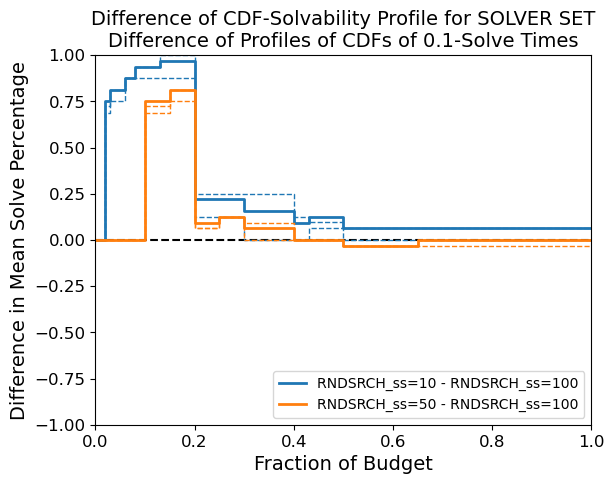 Difference of CDF-Solvability Profile for SOLVER SET
Difference of Profiles of CDFs of 0.1-Solve Times
Difference in Mean Solve Percentage
1.00
0.75
0.50
0.25
0.00
−0.25
−0.50
−0.75
−1.00
RNDSRCH_ss=10 - RNDSRCH_ss=100
RNDSRCH_ss=50 - RNDSRCH_ss=100
0.0 0.2 0.4 0.6 0.8 1.0
Fraction of Budget